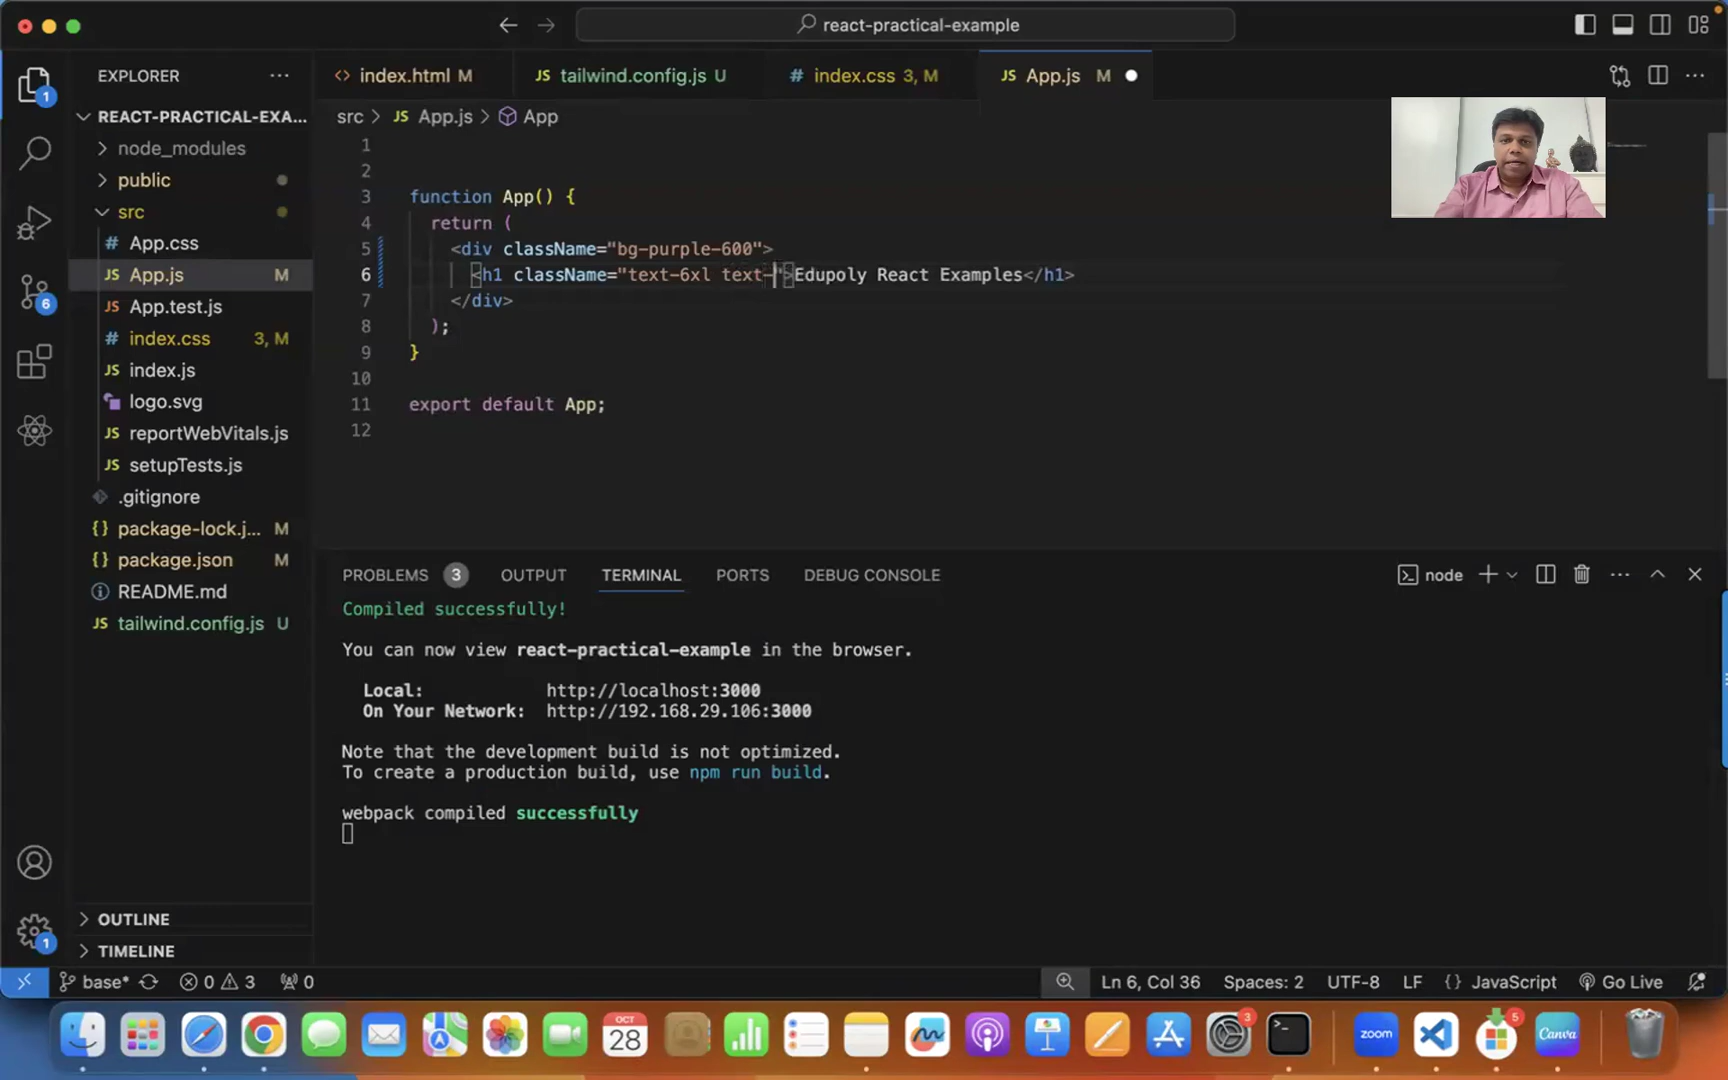 react-practical-example
EXPLORER
index.html M
tailwind.config.js U
index.css 3, M
App.js M
REACT-PRACTICAL-EXA...
src > JS App.js > App
node_modules
public
src
App.css
App.js M
App.test.js
index.css 3, M
index.js
logo.svg
reportWebVitals.js
setupTests.js
.gitignore
package-lock.j... M
package.json M
README.md
tailwind.config.js U
OUTLINE
TIMELINE
1
2
3 function App() {
4 return (
5 <div className="bg-purple-600">
6 <h1 className="text-6xl text-">Edupoly React Examples</h1>
7 </div>
8 );
9 }
10
11 export default App;
12
PROBLEMS 3 OUTPUT TERMINAL PORTS DEBUG CONSOLE node
Compiled successfully!
You can now view react-practical-example in the browser.
Local: http://localhost:3000
On Your Network: http://192.168.29.106:3000
Note that the development build is not optimized.
To create a production build, use npm run build.
webpack compiled successfully
1
6
1
base* 0 3 0 Ln 6, Col 36 Spaces: 2 UTF-8 LF {} JavaScript Go Live
OCT
28
3
zoom
5
Canva